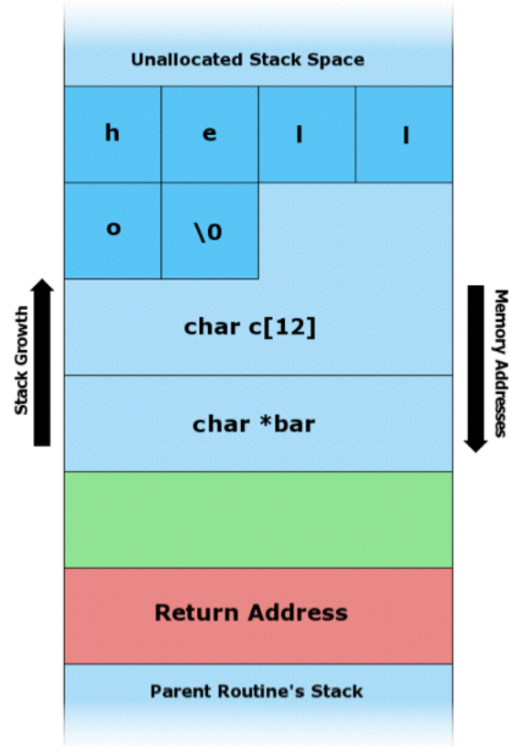 Unallocated Stack Space
h e l l
o \0
char c[12]
Stack Growth
Memory Addresses
char *bar
Return Address
Parent Routine's Stack